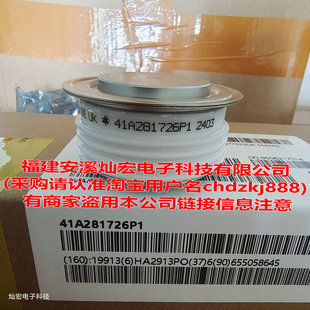 UK 41A281726P1 2403
福建安溪灿宏电子科技有限公司
(采购请认准淘宝用户名chdzkj888)
有商家盗用本公司链接信息注意
41A281726P1
(160):19913(6)HA2913PO(37)6(90)655058645
灿宏电子科技